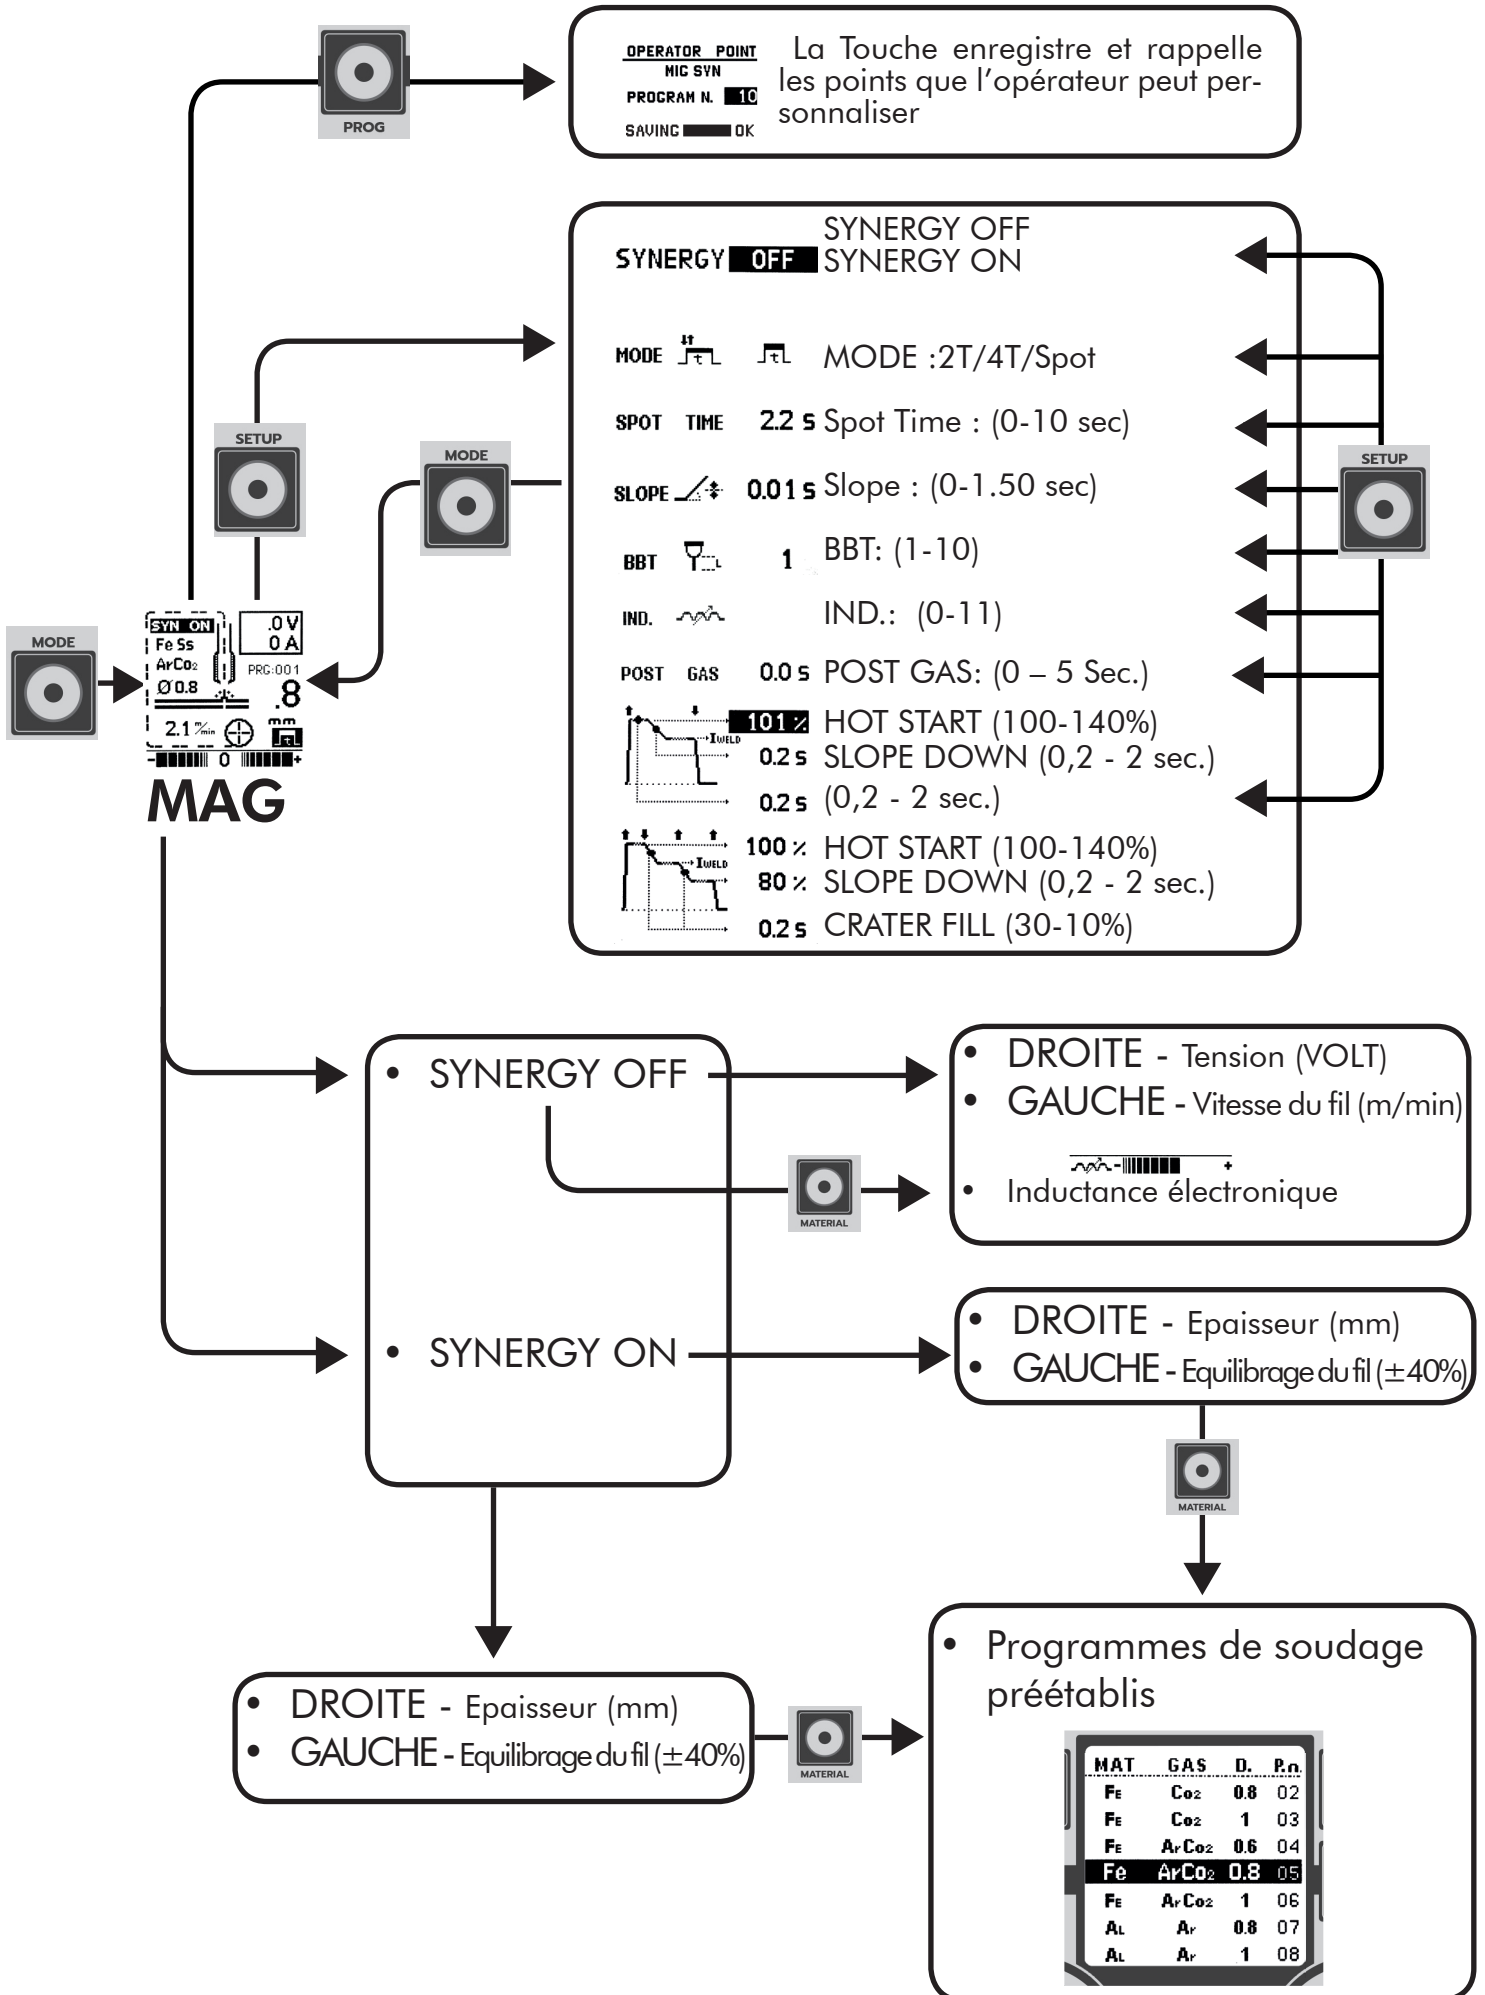 PROG
OPERATOR POINT
MIG SYN
PROGRAM N. 10
SAVING OK
La Touche enregistre et rappelle
les points que l'opérateur peut per-
sonnaliser
SYNERGY OFF
SYNERGY OFF
SYNERGY ON
MODE t t MODE :2T/4T/Spot
SPOT TIME 2.2 s Spot Time : (0-10 sec)
SLOPE 0.01 s Slope : (0-1.50 sec)
BBT L 1 BBT: (1-10)
IND. IND.: (0-11)
POST GAS 0.0 s POST GAS: (0 – 5 Sec.)
101 % HOT START (100-140%)
IWELD
0.2 s SLOPE DOWN (0,2 - 2 sec.)
0.2 s (0,2 - 2 sec.)
100 % HOT START (100-140%)
IWELD
80 % SLOPE DOWN (0,2 - 2 sec.)
0.2 s CRATER FILL (30-10%)
SETUP
SETUP
MODE
MODE
SYN ON
Fe Ss
ArCo2
Ø 0.8
.0 V
0 A
PRG:001
.8
mm
2.1 m/min
- 0 +
MAG
• SYNERGY OFF
• DROITE - Tension (VOLT)
• GAUCHE - Vitesse du fil (m/min)
- +
• Inductance électronique
MATERIAL
• SYNERGY ON
• DROITE - Epaisseur (mm)
• GAUCHE - Equilibrage du fil (±40%)
MATERIAL
• DROITE - Epaisseur (mm)
• GAUCHE - Equilibrage du fil (±40%)
MATERIAL
• Programmes de soudage
préétablis
MAT GAS D. P.n.
FE Co2 0.8 02
FE Co2 1 03
FE ArCo2 0.6 04
Fe ArCo2 0.8 05
FE ArCo2 1 06
AL Ar 0.8 07
AL Ar 1 08